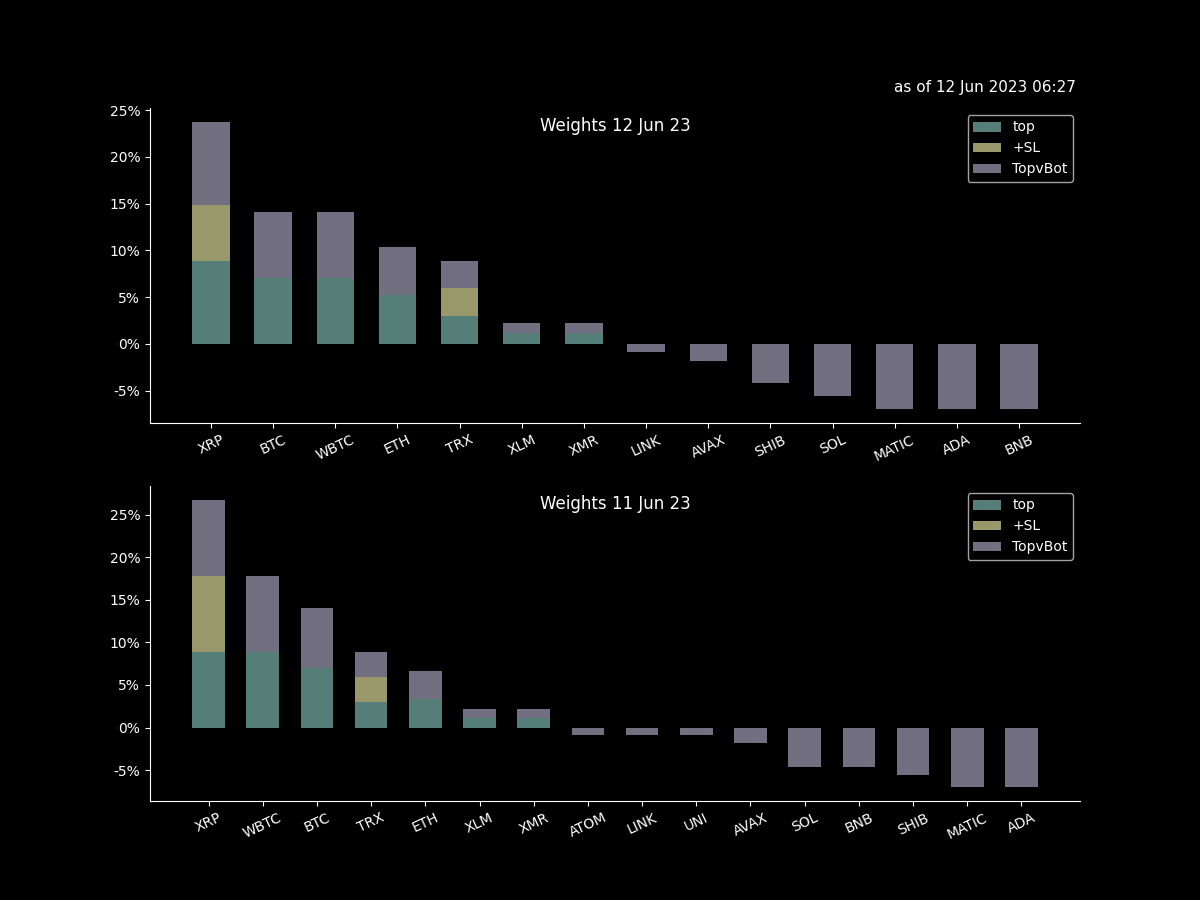 as of 12 Jun 2023 06:27
Weights 12 Jun 23
25%
20%
15%
10%
5%
0%
-5%
top
+SL
TopvBot
XRP BTC WBTC ETH TRX XLM XMR LINK AVAX SHIB SOL MATIC ADA BNB
Weights 11 Jun 23
25%
20%
15%
10%
5%
0%
-5%
top
+SL
TopvBot
XRP WBTC BTC TRX ETH XLM XMR ATOM LINK UNI AVAX SOL BNB SHIB MATIC ADA